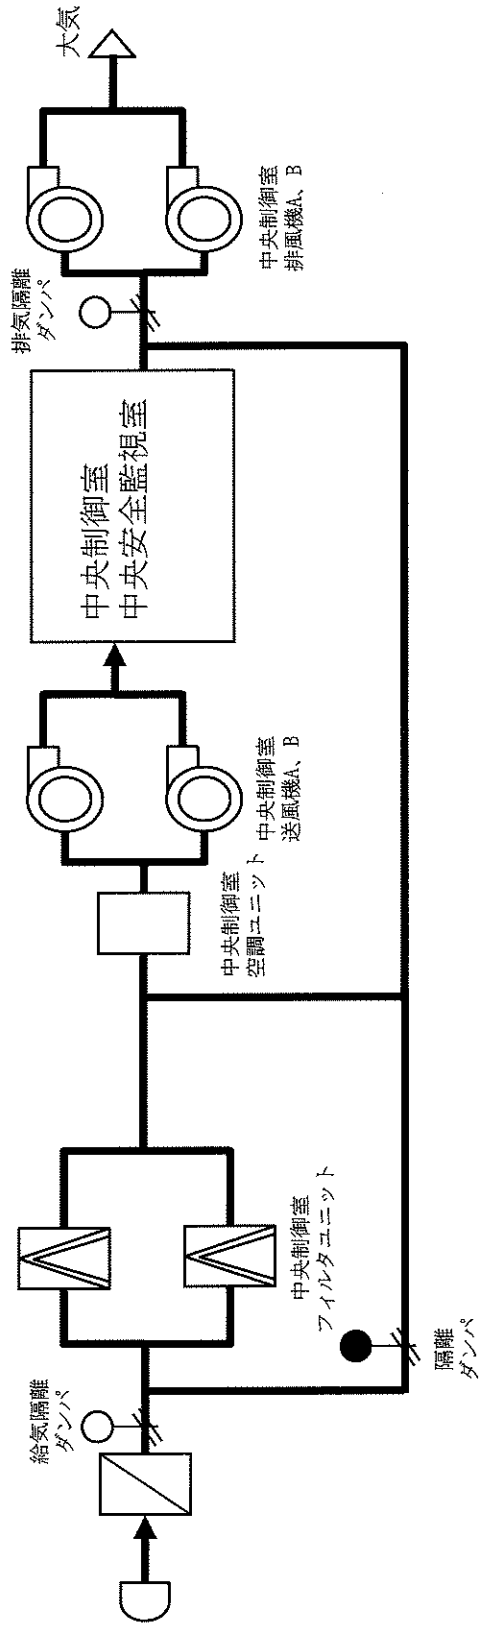 給気隔離
ダンパ
中央制御室
フィルタユニット
隔離
ダンパ
中央制御室
空調ユニット
中央制御室
送風機A、B
中央制御室
中央安全監視室
排気隔離
ダンパ
中央制御室
排風機A、B
大気